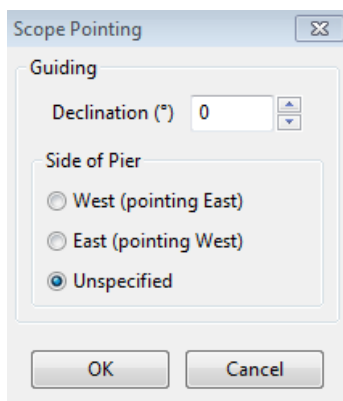 Scope Pointing
Guiding
Declination (°) 0
Side of Pier
West (pointing East)
East (pointing West)
Unspecified
OK Cancel